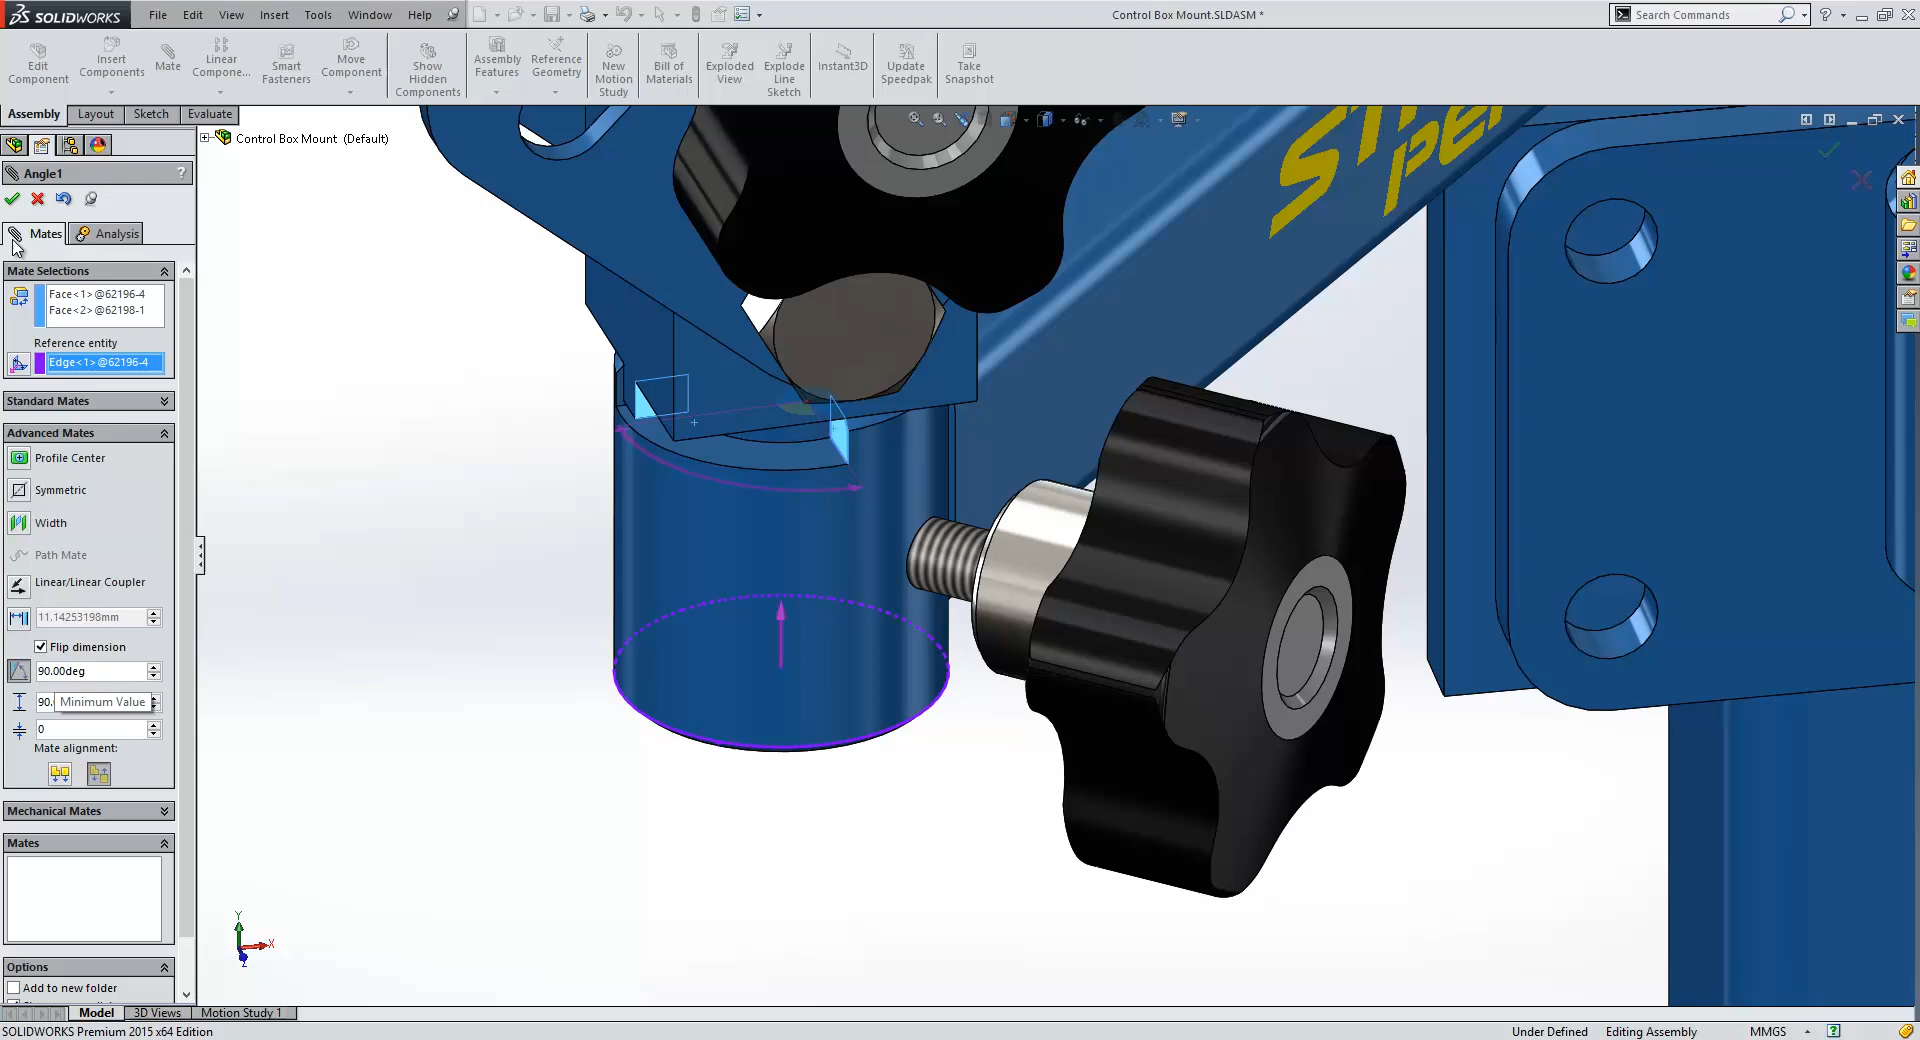 SOLIDWORKS
File Edit View Insert Tools Window Help
Control Box Mount.SLDASM *
Search Commands
Edit Component
Insert Components
Mate
Linear Compone...
Smart Fasteners
Move Component
Show Hidden Components
Assembly Features
Reference Geometry
New Motion Study
Bill of Materials
Exploded View
Explode Line Sketch
Instant3D
Update Speedpak
Take Snapshot
Assembly Layout Sketch Evaluate
Control Box Mount (Default)
Angle1
?
Mates Analysis
Mate Selections
Face<1>@62196-4
Face<2>@62198-1
Reference entity
Edge<1>@62196-4
Standard Mates
Advanced Mates
Profile Center
Symmetric
Width
Path Mate
Linear/Linear Coupler
11.14253198mm
Flip dimension
90.00deg
90.
Minimum Value
0
Mate alignment:
Mechanical Mates
Mates
Options
Add to new folder
Y
X
Z
Model 3D Views Motion Study 1
SOLIDWORKS Premium 2015 x64 Edition
Under Defined Editing Assembly MMGS